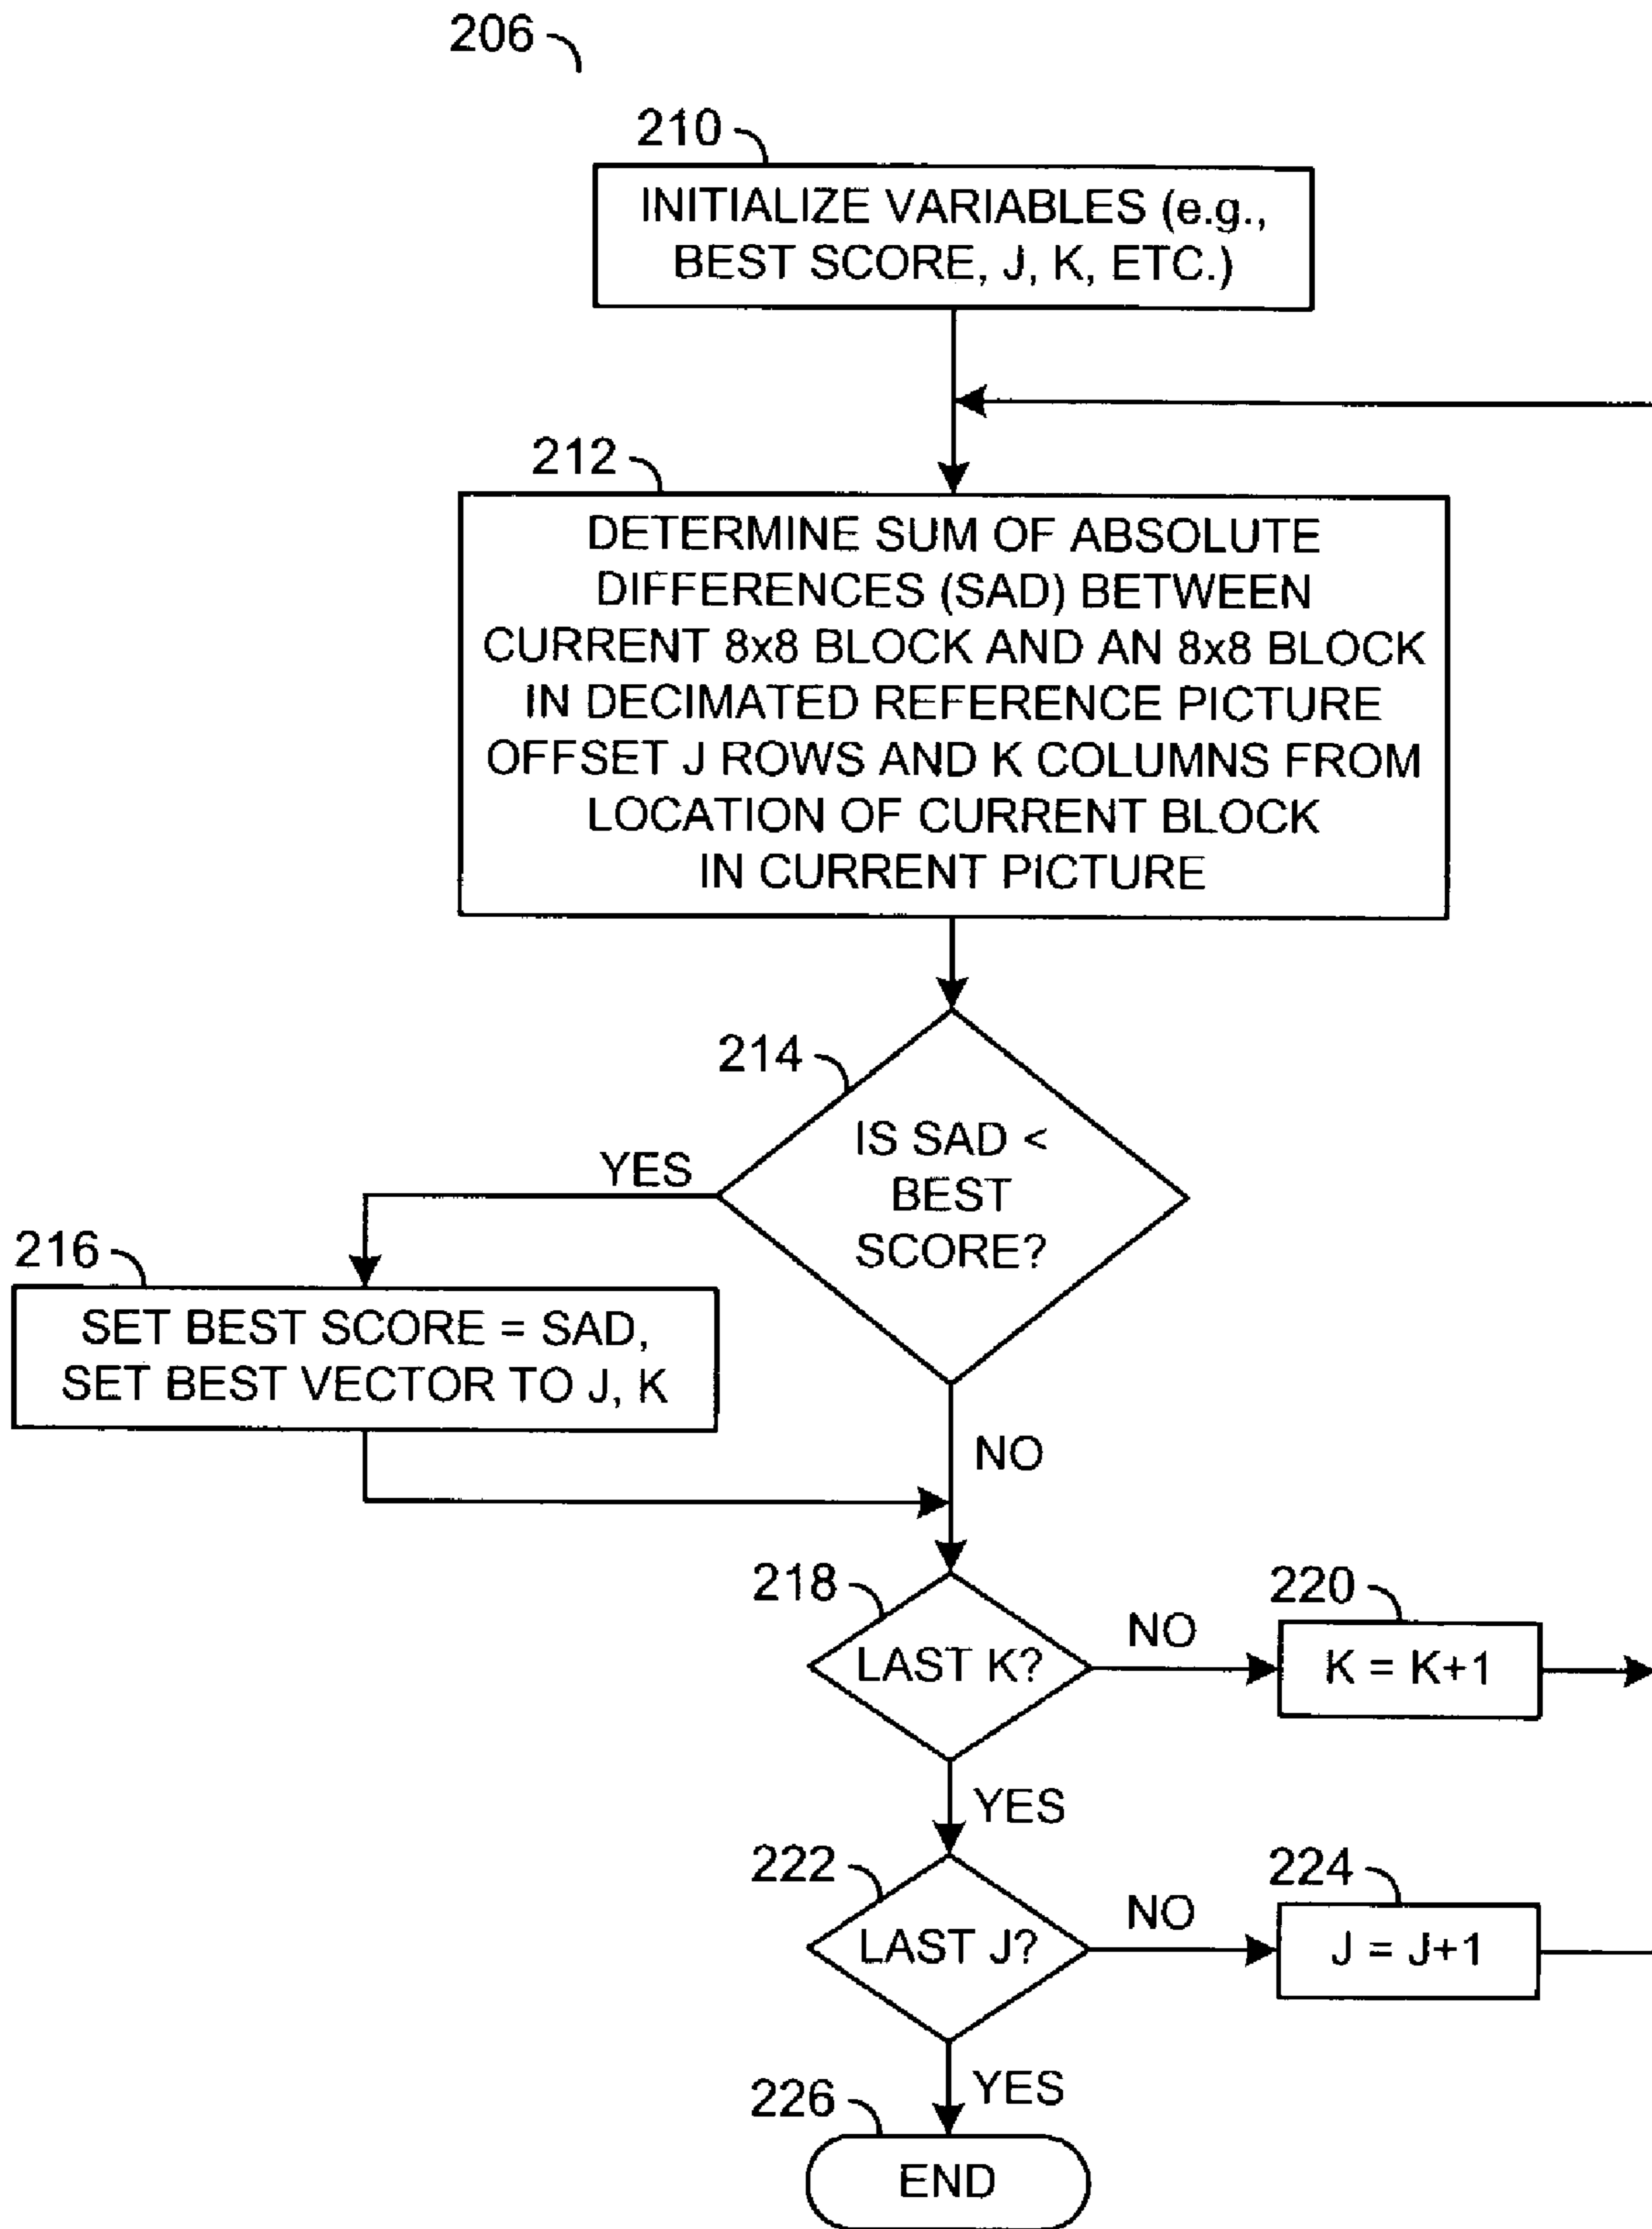 206
210
INITIALIZE VARIABLES (e.g.,
BEST SCORE, J, K, ETC.)
212
DETERMINE SUM OF ABSOLUTE
DIFFERENCES (SAD) BETWEEN
CURRENT 8x8 BLOCK AND AN 8x8 BLOCK
IN DECIMATED REFERENCE PICTURE
OFFSET J ROWS AND K COLUMNS FROM
LOCATION OF CURRENT BLOCK
IN CURRENT PICTURE
214
IS SAD <
BEST
SCORE?
YES
216
SET BEST SCORE = SAD,
SET BEST VECTOR TO J, K
NO
218
LAST K?
NO
220
K = K+1
YES
222
LAST J?
NO
224
J = J+1
YES
226
END